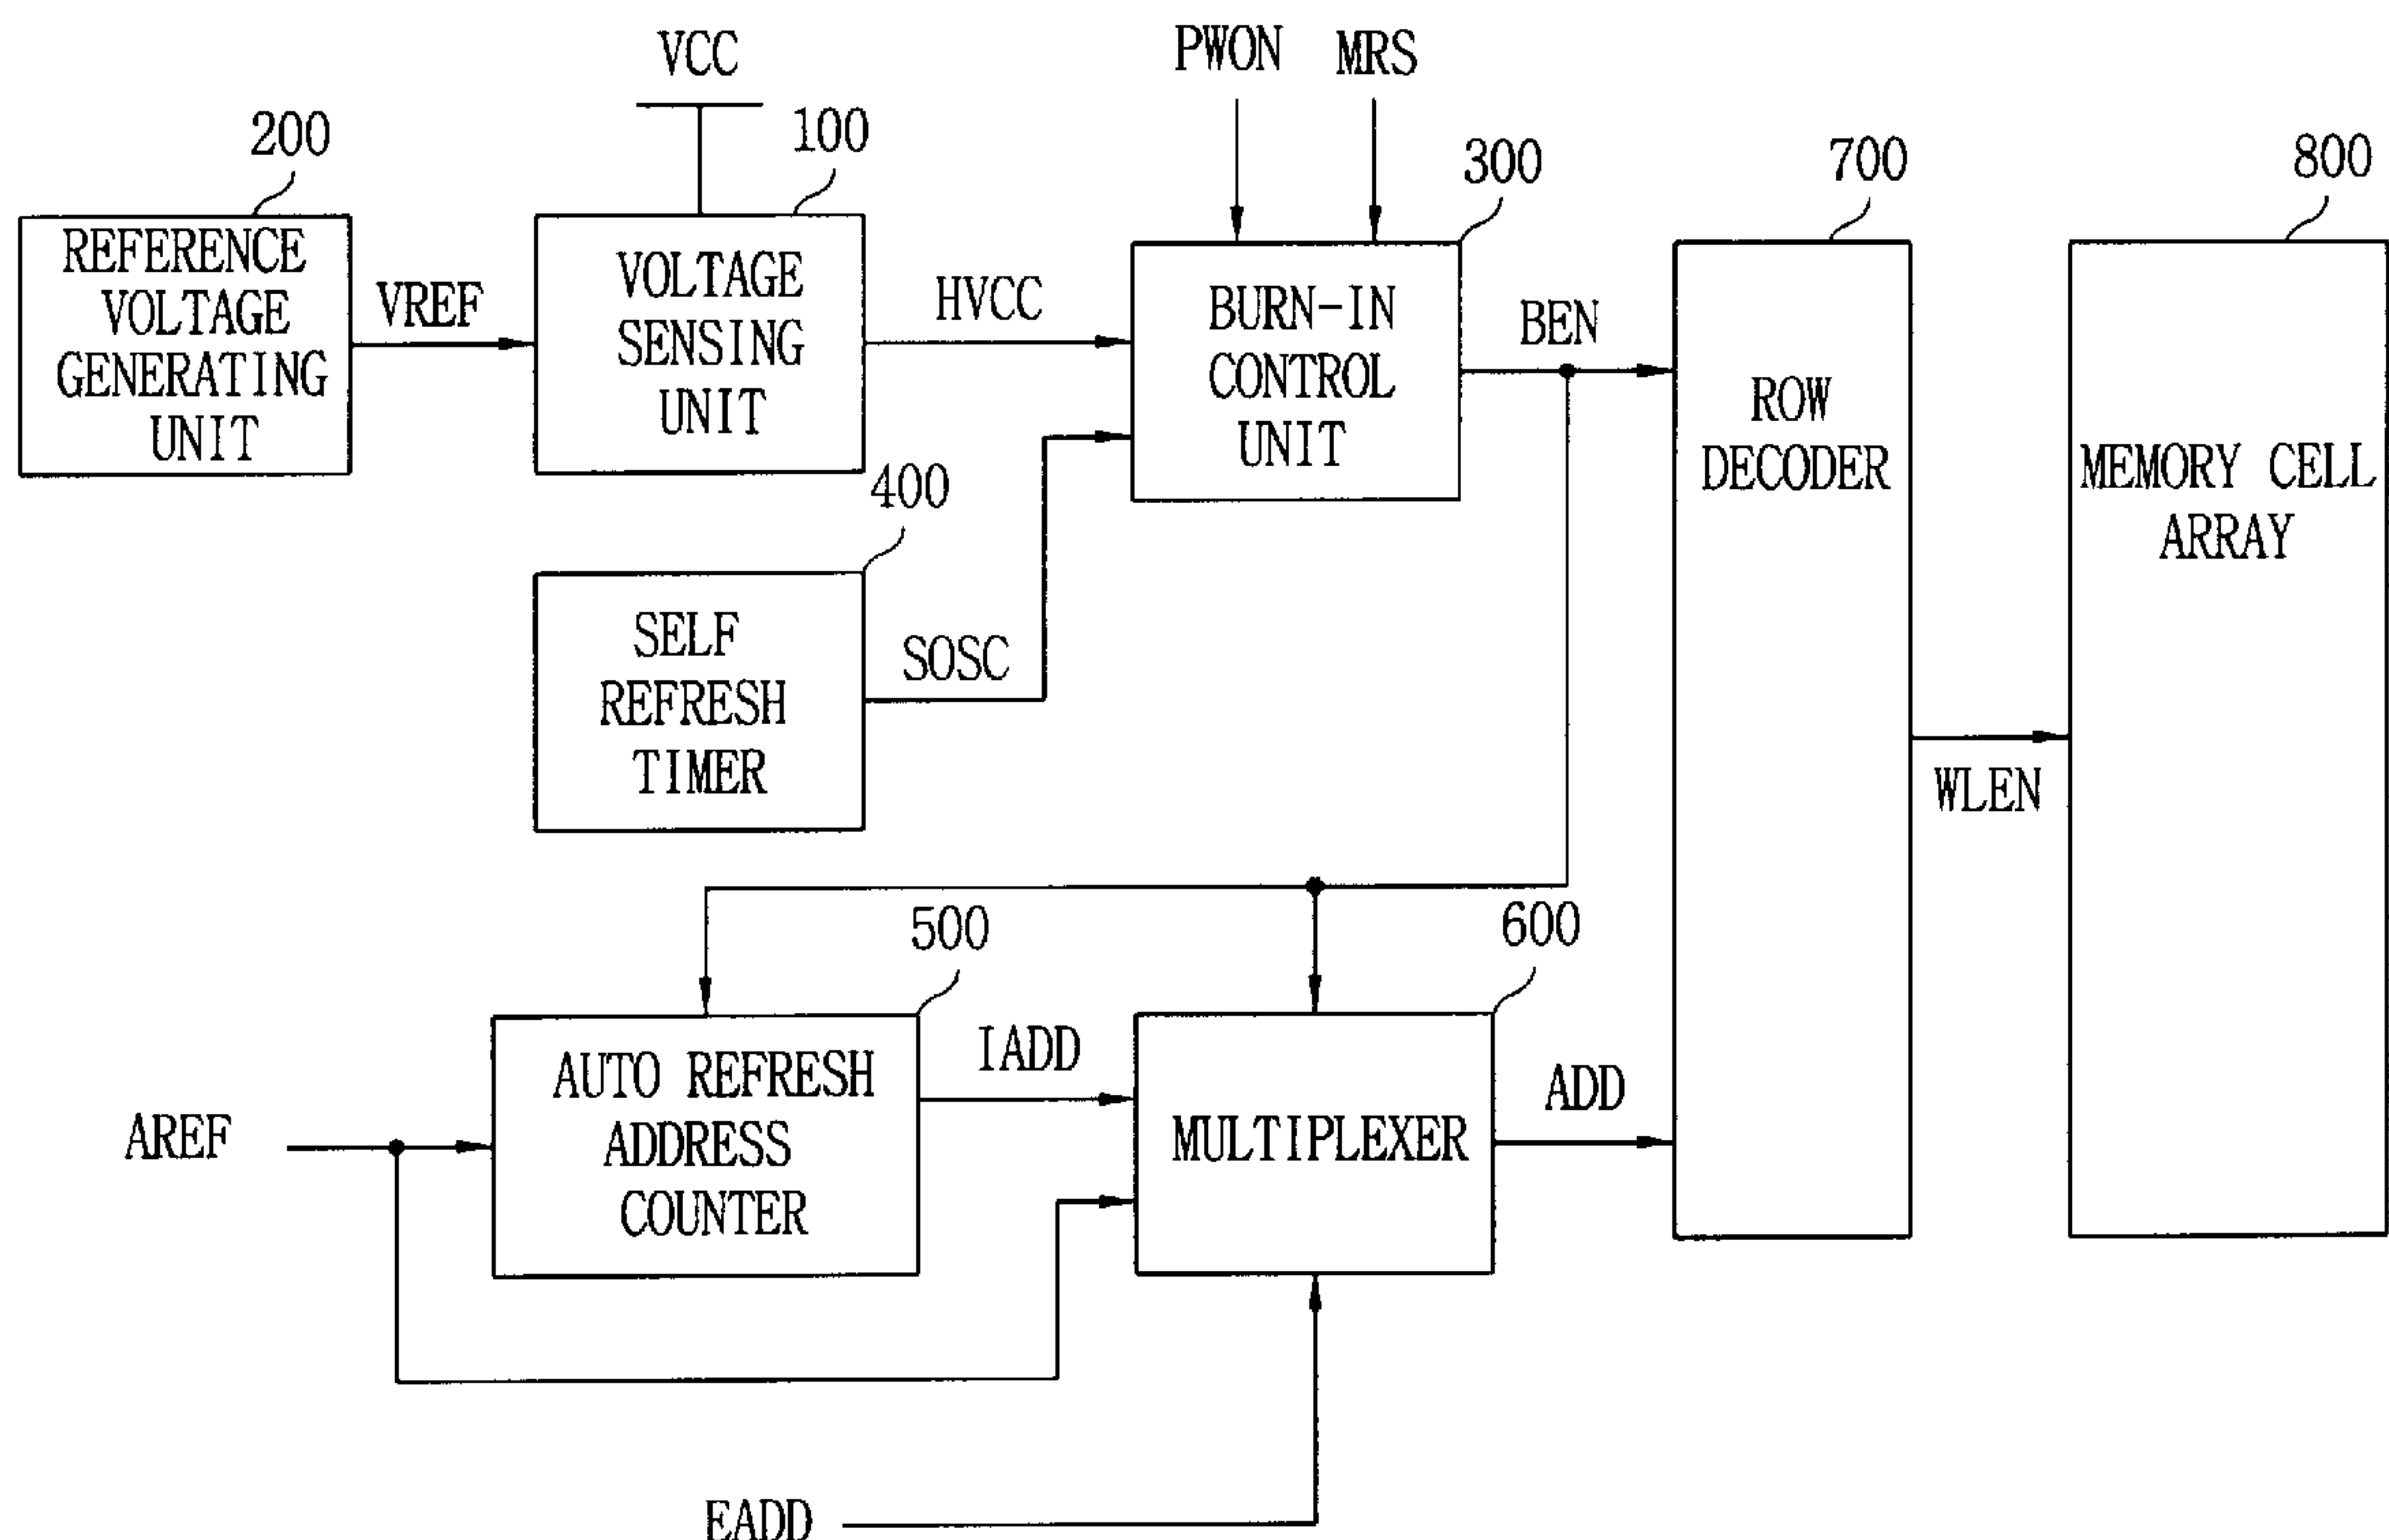 VCC
PWON
MRS
200
100
300
700
800
REFERENCE
VOLTAGE
GENERATING
UNIT
VREF
VOLTAGE
SENSING
UNIT
HVCC
BURN-IN
CONTROL
UNIT
BEN
ROW
DECODER
MEMORY CELL
ARRAY
400
SELF
REFRESH
TIMER
SOSC
WLEN
500
600
AREF
AUTO REFRESH
ADDRESS
COUNTER
IADD
MULTIPLEXER
ADD
EADD